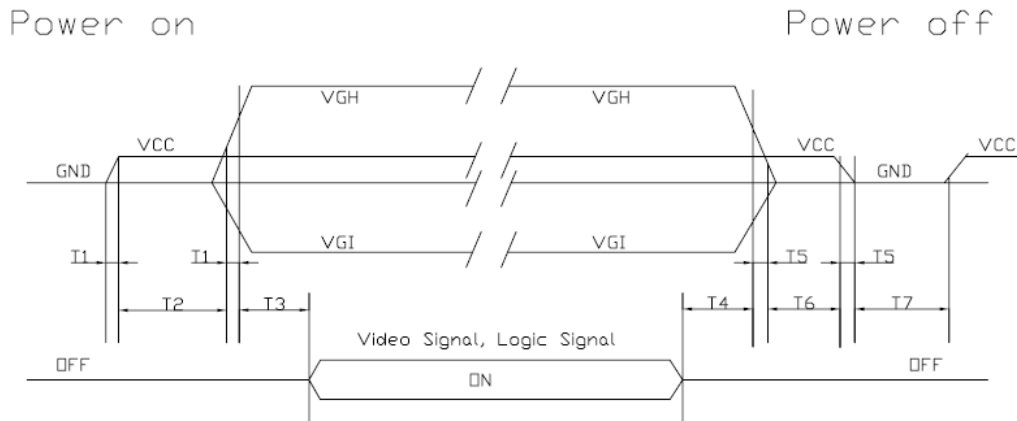 Power on
Power off
VGH
VGH
VCC
VCC
VCC
GND
GND
VGI
VGI
T1
T1
T5
T5
T2
T3
T4
T6
T7
Video Signal, Logic Signal
OFF
ON
OFF